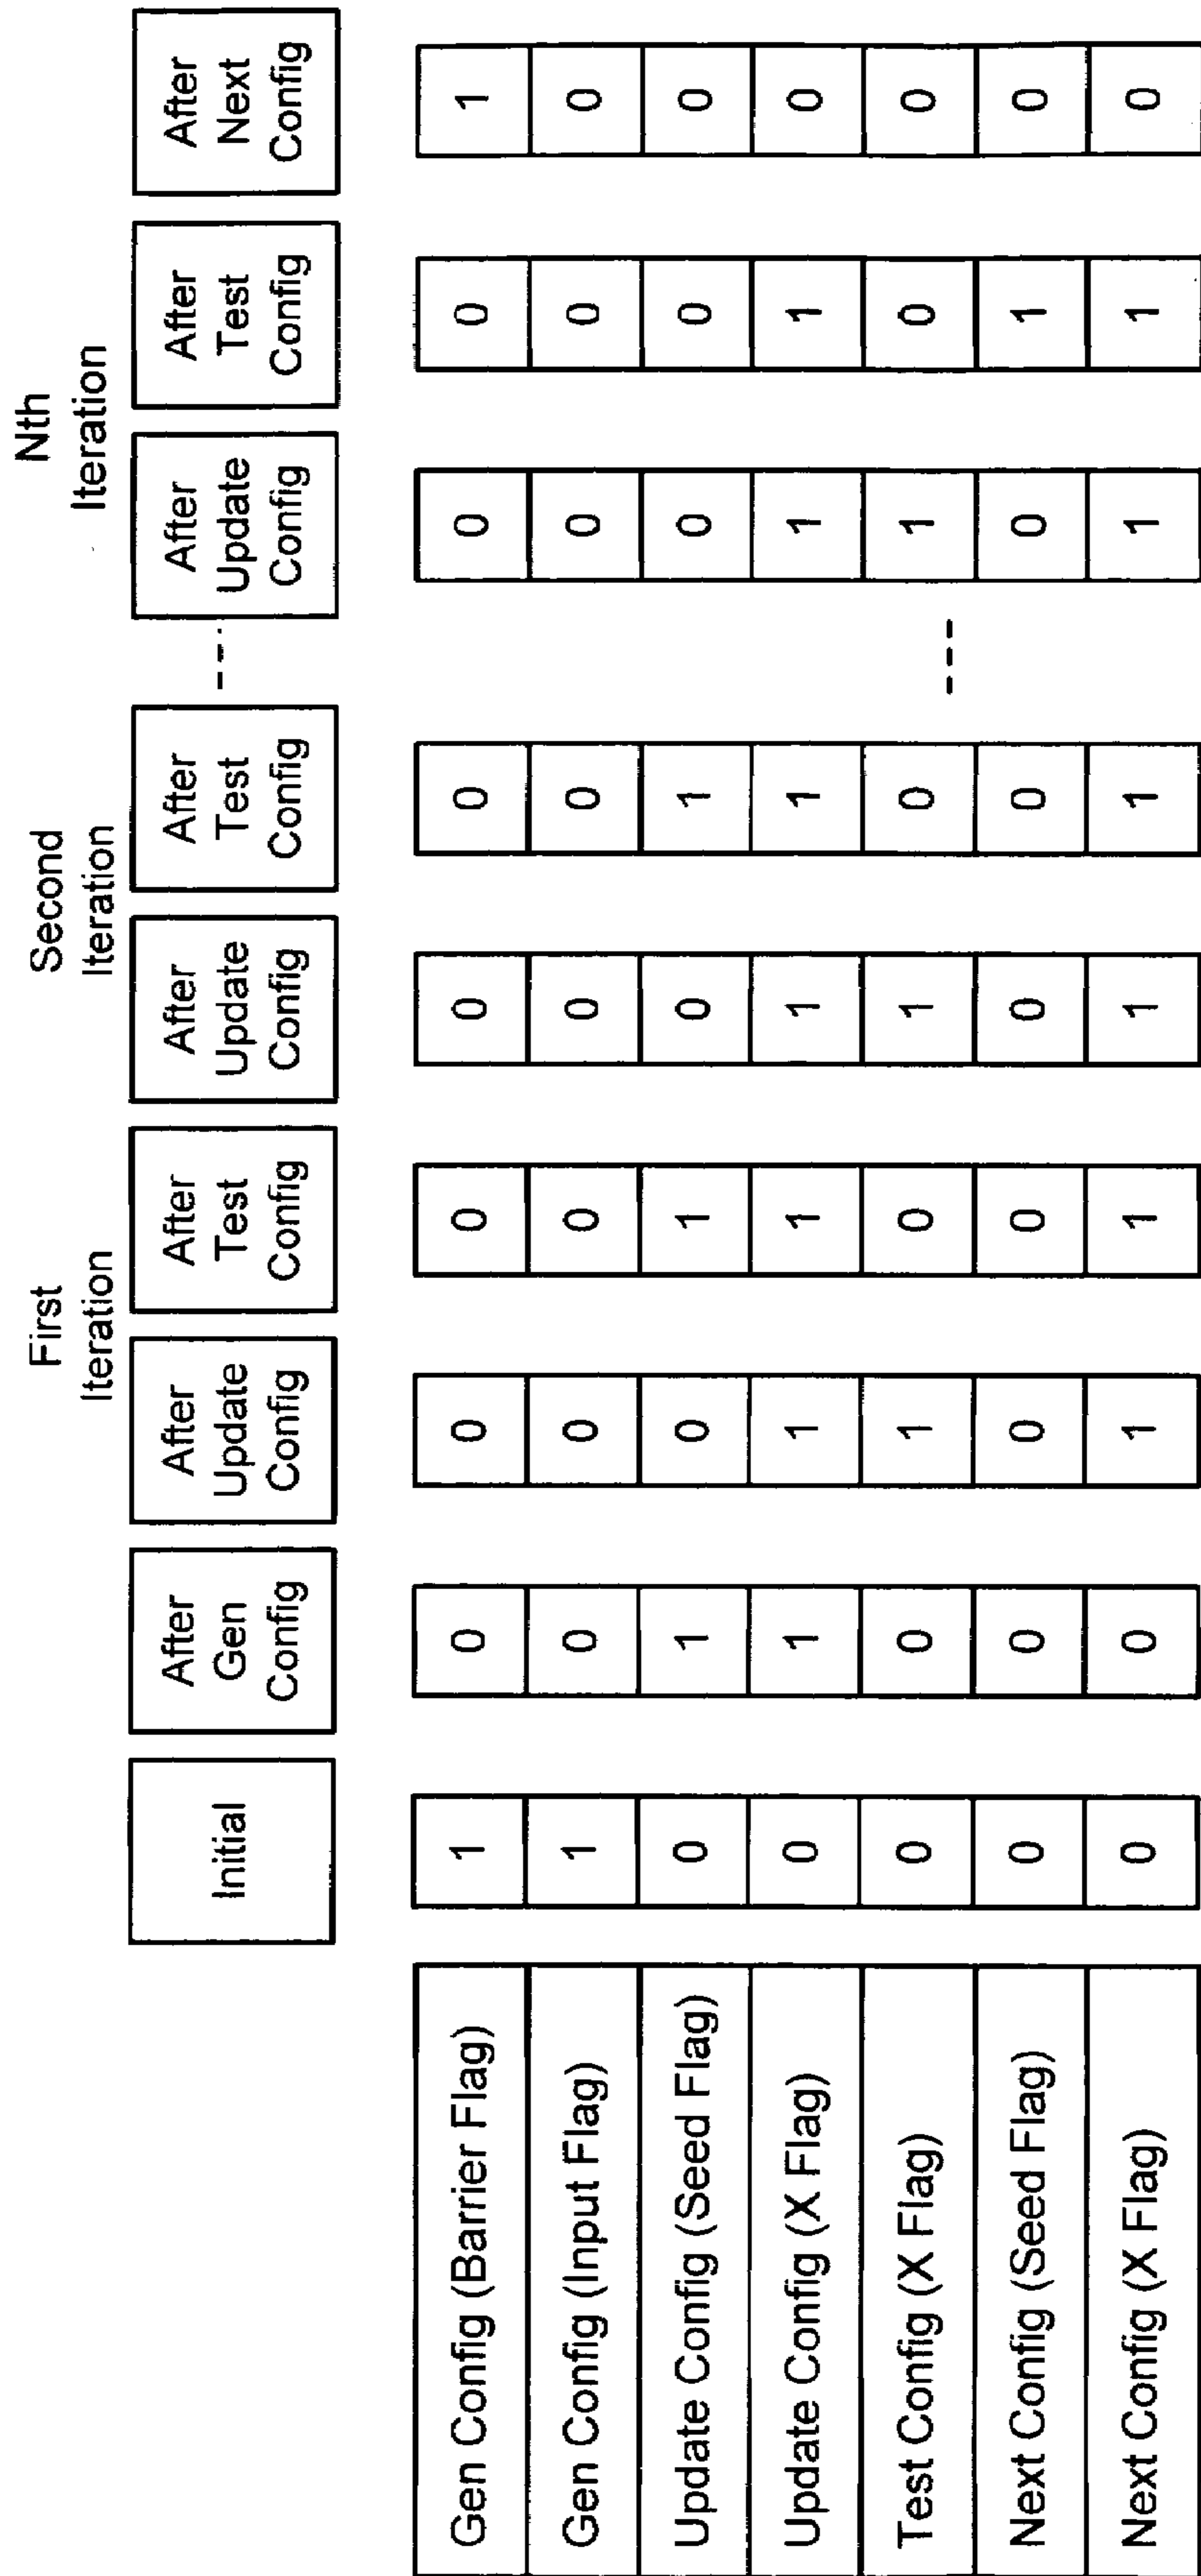 First
Iteration
Second
Iteration
Nth
Iteration
Initial
After
Gen
Config
After
Update
Config
After
Test
Config
After
Update
Config
After
Test
Config
After
Update
Config
After
Test
Config
After
Next
Config
Gen Config (Barrier Flag) 1 0 0 0 0 0 0 0 1
Gen Config (Input Flag) 1 0 0 0 0 0 0 0 0
Update Config (Seed Flag) 0 1 0 1 0 1 0 0 0
Update Config (X Flag) 0 1 1 1 1 1 1 1 0
Test Config (X Flag) 0 0 1 0 1 0 1 0 0
Next Config (Seed Flag) 0 0 0 0 0 0 0 1 0
Next Config (X Flag) 0 0 1 1 1 1 1 1 0